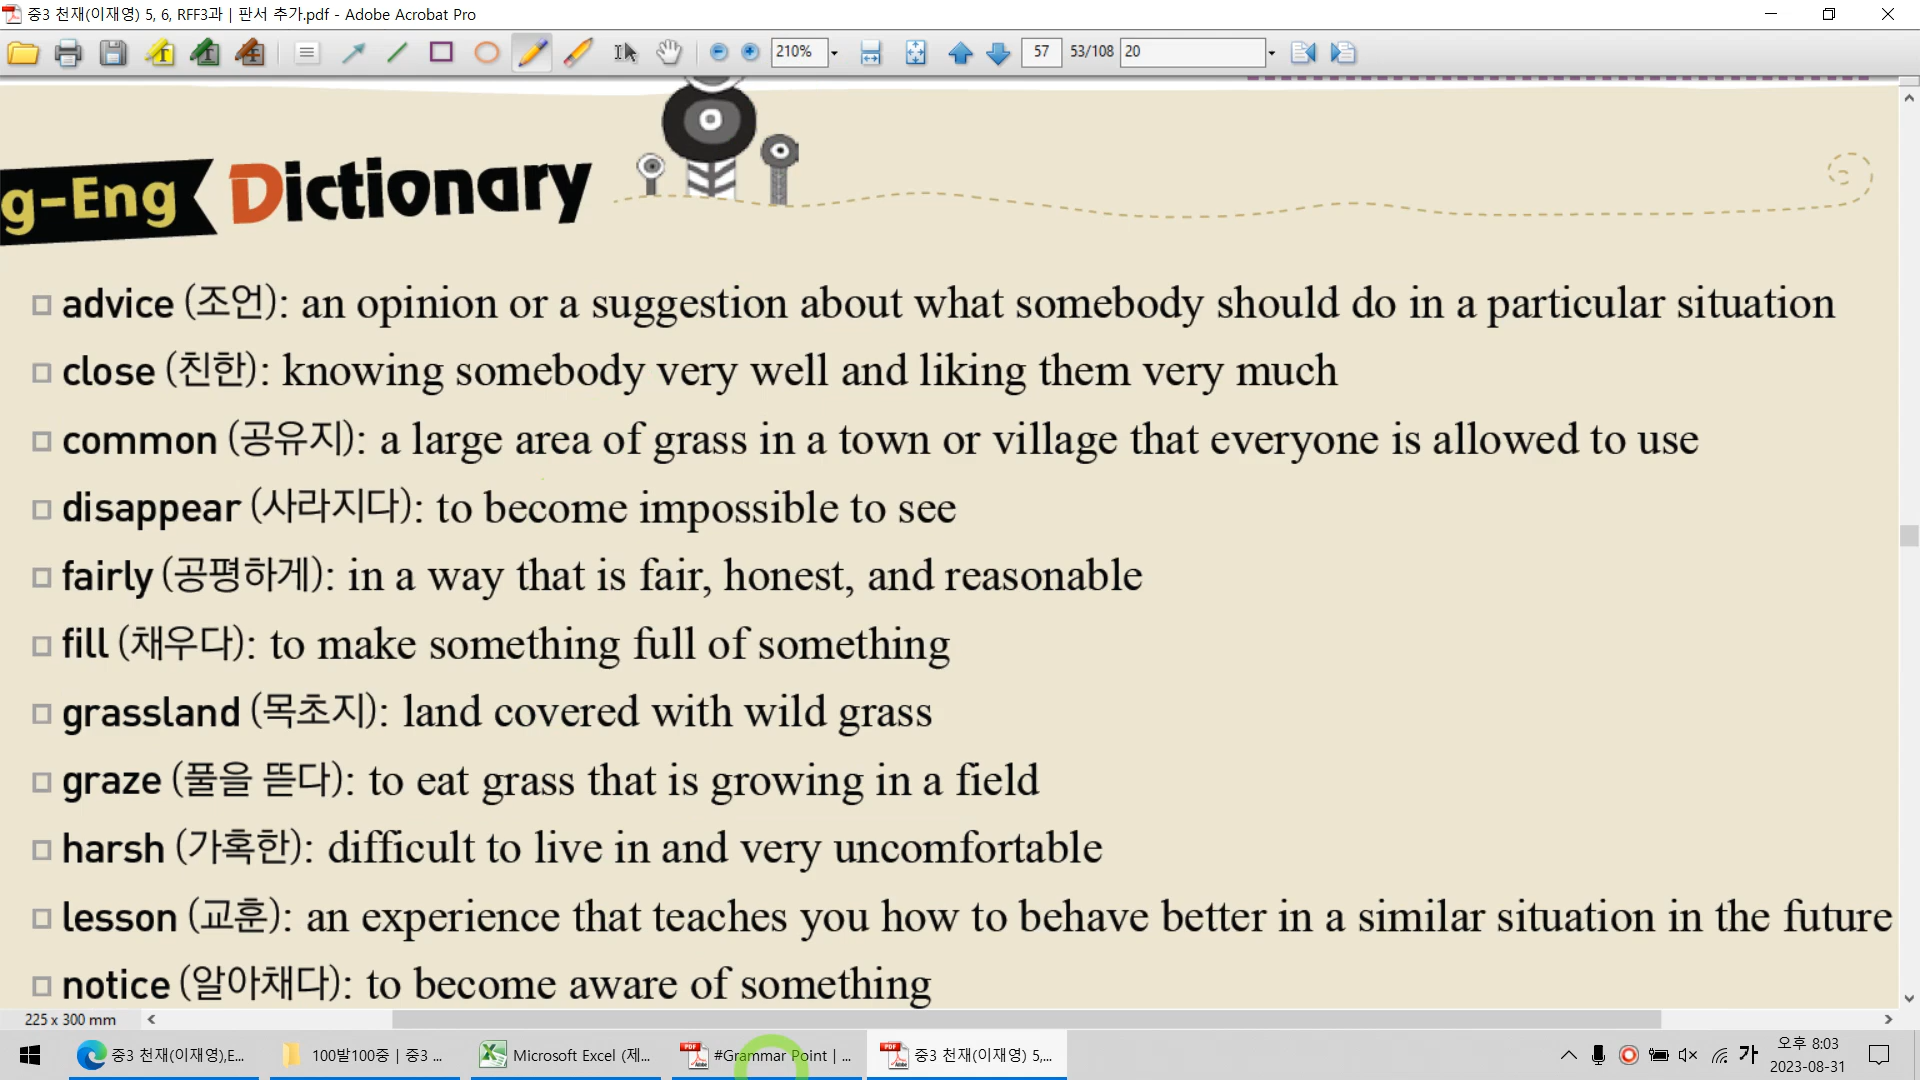 중3 천재(이재영) 5, 6, RFF3과 | 판서 추가.pdf - Adobe Acrobat Pro
210% 57 53/108 20
g-Eng Dictionary
advice (조언): an opinion or a suggestion about what somebody should do in a particular situation
close (친한): knowing somebody very well and liking them very much
common (공유지): a large area of grass in a town or village that everyone is allowed to use
disappear (사라지다): to become impossible to see
fairly (공평하게): in a way that is fair, honest, and reasonable
fill (채우다): to make something full of something
grassland (목초지): land covered with wild grass
graze (풀을 뜯다): to eat grass that is growing in a field
harsh (가혹한): difficult to live in and very uncomfortable
lesson (교훈): an experience that teaches you how to behave better in a similar situation in the future
notice (알아채다): to become aware of something
225 x 300 mm
중3 천재(이재영),E... 100발100중 | 중3 ... Microsoft Excel (제... #Grammar Point | ... 중3 천재(이재영) 5,... 가 오후 8:03
2023-08-31